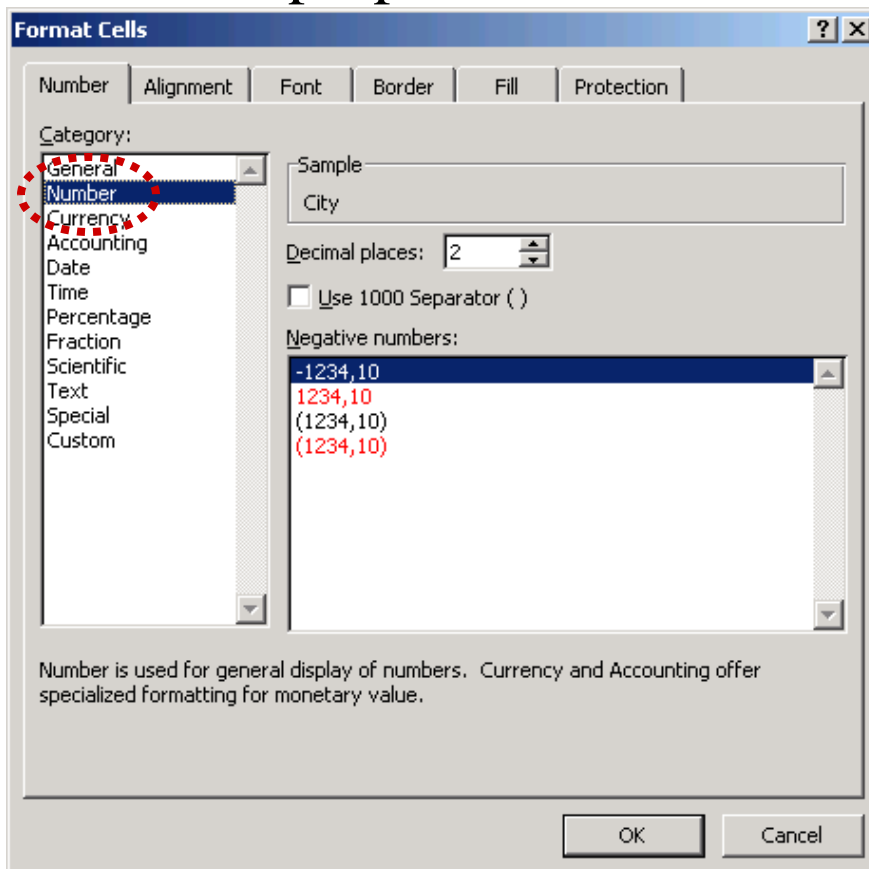 Format Cells
Number Alignment Font Border Fill Protection
Category:
General
Number
Currency
Accounting
Date
Time
Percentage
Fraction
Scientific
Text
Special
Custom
Sample
City
Decimal places: 2
Use 1000 Separator ( )
Negative numbers:
-1234,10
1234,10
(1234,10)
(1234,10)
Number is used for general display of numbers. Currency and Accounting offer
specialized formatting for monetary value.
OK Cancel